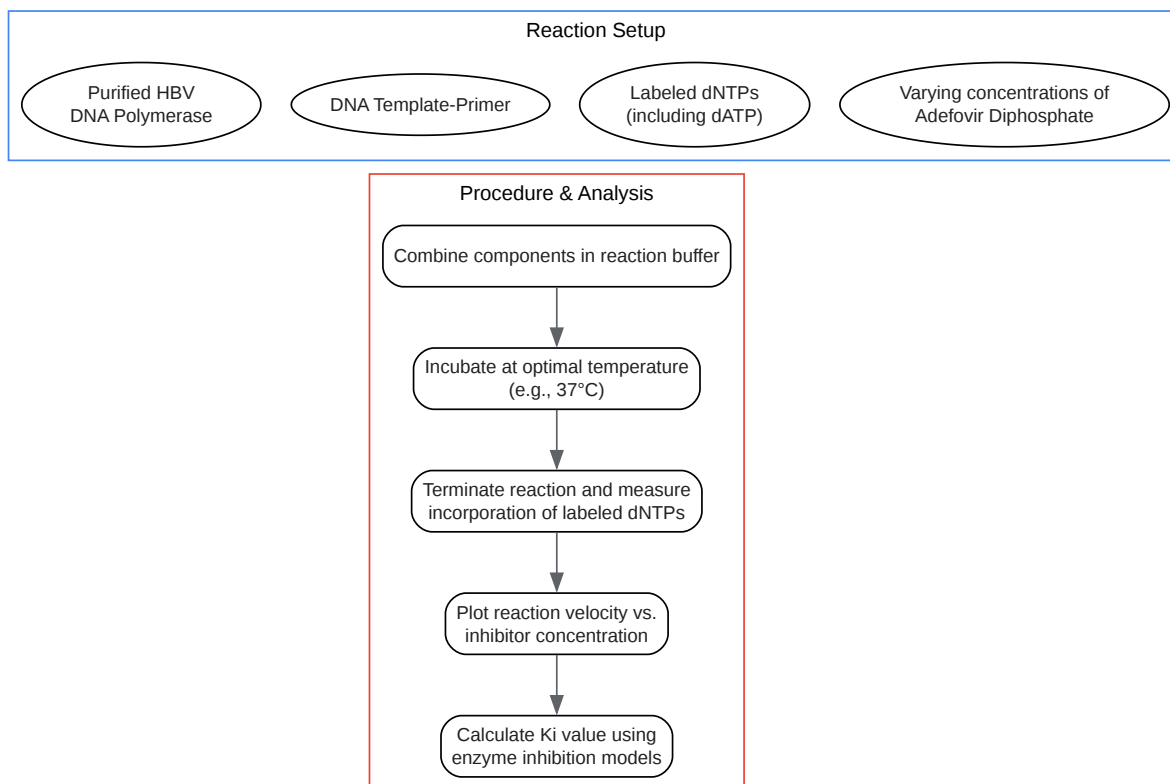 Reaction Setup
Purified HBV
DNA Polymerase
DNA Template-Primer
Labeled dNTPs
(including dATP)
Varying concentrations of
Adefovir Diphosphate
Procedure & Analysis
Combine components in reaction buffer
Incubate at optimal temperature
(e.g., 37°C)
Terminate reaction and measure
incorporation of labeled dNTPs
Plot reaction velocity vs.
inhibitor concentration
Calculate Ki value using
enzyme inhibition models